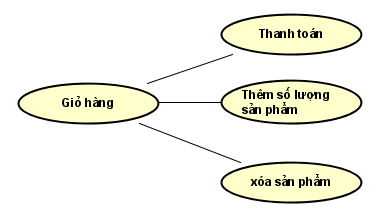 Thanh toán
Giỏ hàng
Thêm số lượng
sản phẩm
xóa sản phẩm